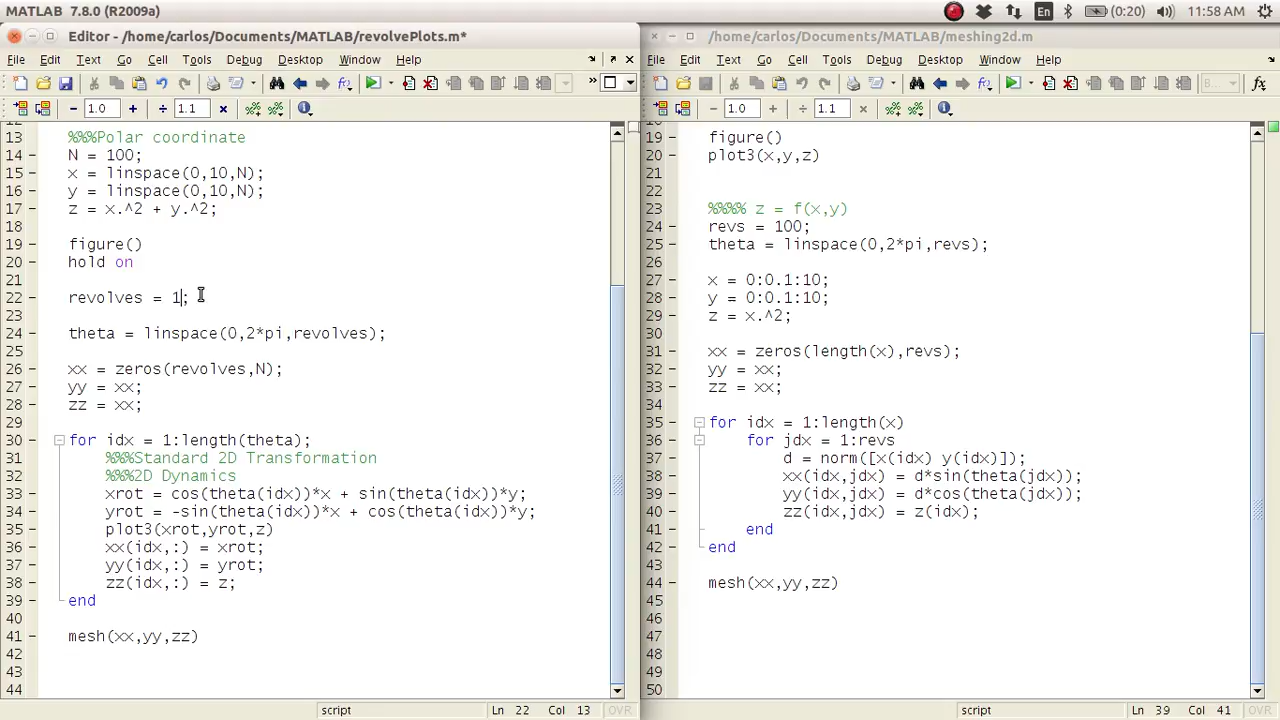 MATLAB 7.8.0 (R2009a)
En
(0:20)
11:58 AM
Editor - /home/carlos/Documents/MATLAB/revolvePlots.m*
File Edit Text Go Cell Tools Debug Desktop Window Help
- 1.0 + ÷ 1.1 ×
13 %%%Polar coordinate
14 - N = 100;
15 - x = linspace(0,10,N);
16 - y = linspace(0,10,N);
17 - z = x.^2 + y.^2;
18
19 - figure()
20 - hold on
21
22 - revolves = 1;
23
24 - theta = linspace(0,2*pi,revolves);
25
26 - xx = zeros(revolves,N);
27 - yy = xx;
28 - zz = xx;
29
30 - for idx = 1:length(theta);
31 %%%Standard 2D Transformation
32 %%%2D Dynamics
33 - xrot = cos(theta(idx))*x + sin(theta(idx))*y;
34 - yrot = -sin(theta(idx))*x + cos(theta(idx))*y;
35 - plot3(xrot,yrot,z)
36 - xx(idx,:) = xrot;
37 - yy(idx,:) = yrot;
38 - zz(idx,:) = z;
39 - end
40
41 - mesh(xx,yy,zz)
42
43
44
script
Ln 22 Col 13 OVR
/home/carlos/Documents/MATLAB/meshing2d.m
File Edit Text Go Cell Tools Debug Desktop Window Help
B...
- 1.0 + ÷ 1.1 ×
19 - figure()
20 - plot3(x,y,z)
21
22
23 %%%% z = f(x,y)
24 - revs = 100;
25 - theta = linspace(0,2*pi,revs);
26
27 - x = 0:0.1:10;
28 - y = 0:0.1:10;
29 - z = x.^2;
30
31 - xx = zeros(length(x),revs);
32 - yy = xx;
33 - zz = xx;
34
35 - for idx = 1:length(x)
36 - for jdx = 1:revs
37 - d = norm([x(idx) y(idx)]);
38 - xx(idx,jdx) = d*sin(theta(jdx));
39 - yy(idx,jdx) = d*cos(theta(jdx));
40 - zz(idx,jdx) = z(idx);
41 - end
42 - end
43
44 - mesh(xx,yy,zz)
45
46
47
48
49
50
script
Ln 39 Col 41 OVR